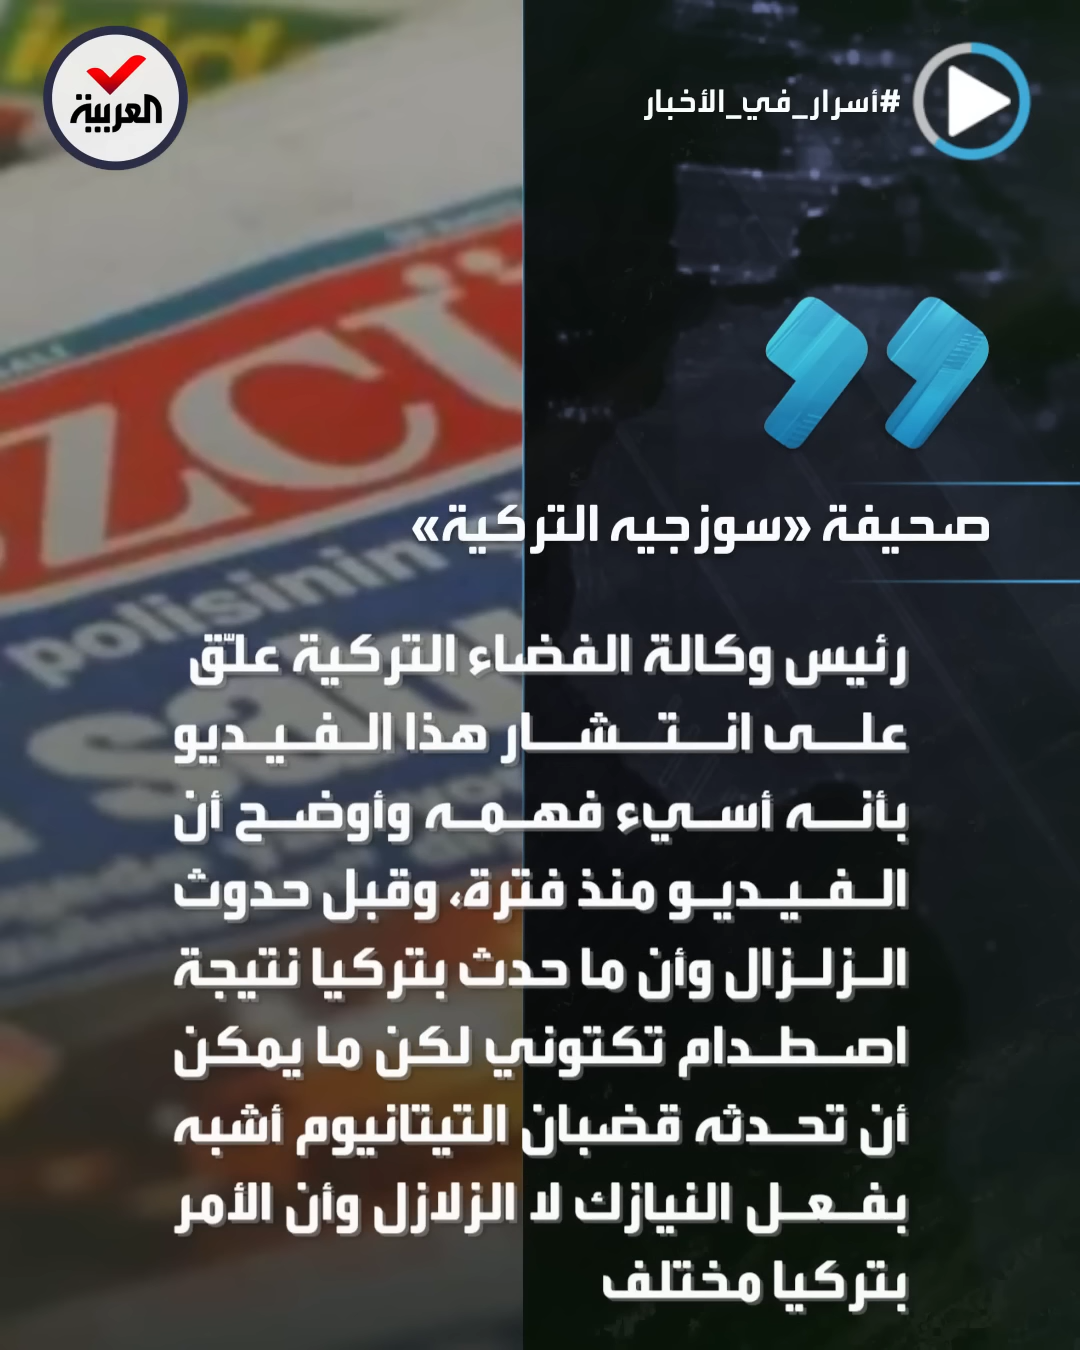 العربية
#أسرار_في_الأخبار
ZCÜ
polisinin
صحيفة «سوزجيه التركية»
رئيس وكالة الفضاء التركية علّق
على انتشار هذا الفيديو
بأنه أسيء فهمه وأوضح أن
الفيديو منذ فترة، وقبل حدوث
الزلزال وأن ما حدث بتركيا نتيجة
اصطدام تكتوني لكن ما يمكن
أن تحدثه قضبان التيتانيوم أشبه
بفعل النيازك لا الزلازل وأن الأمر
بتركيا مختلف